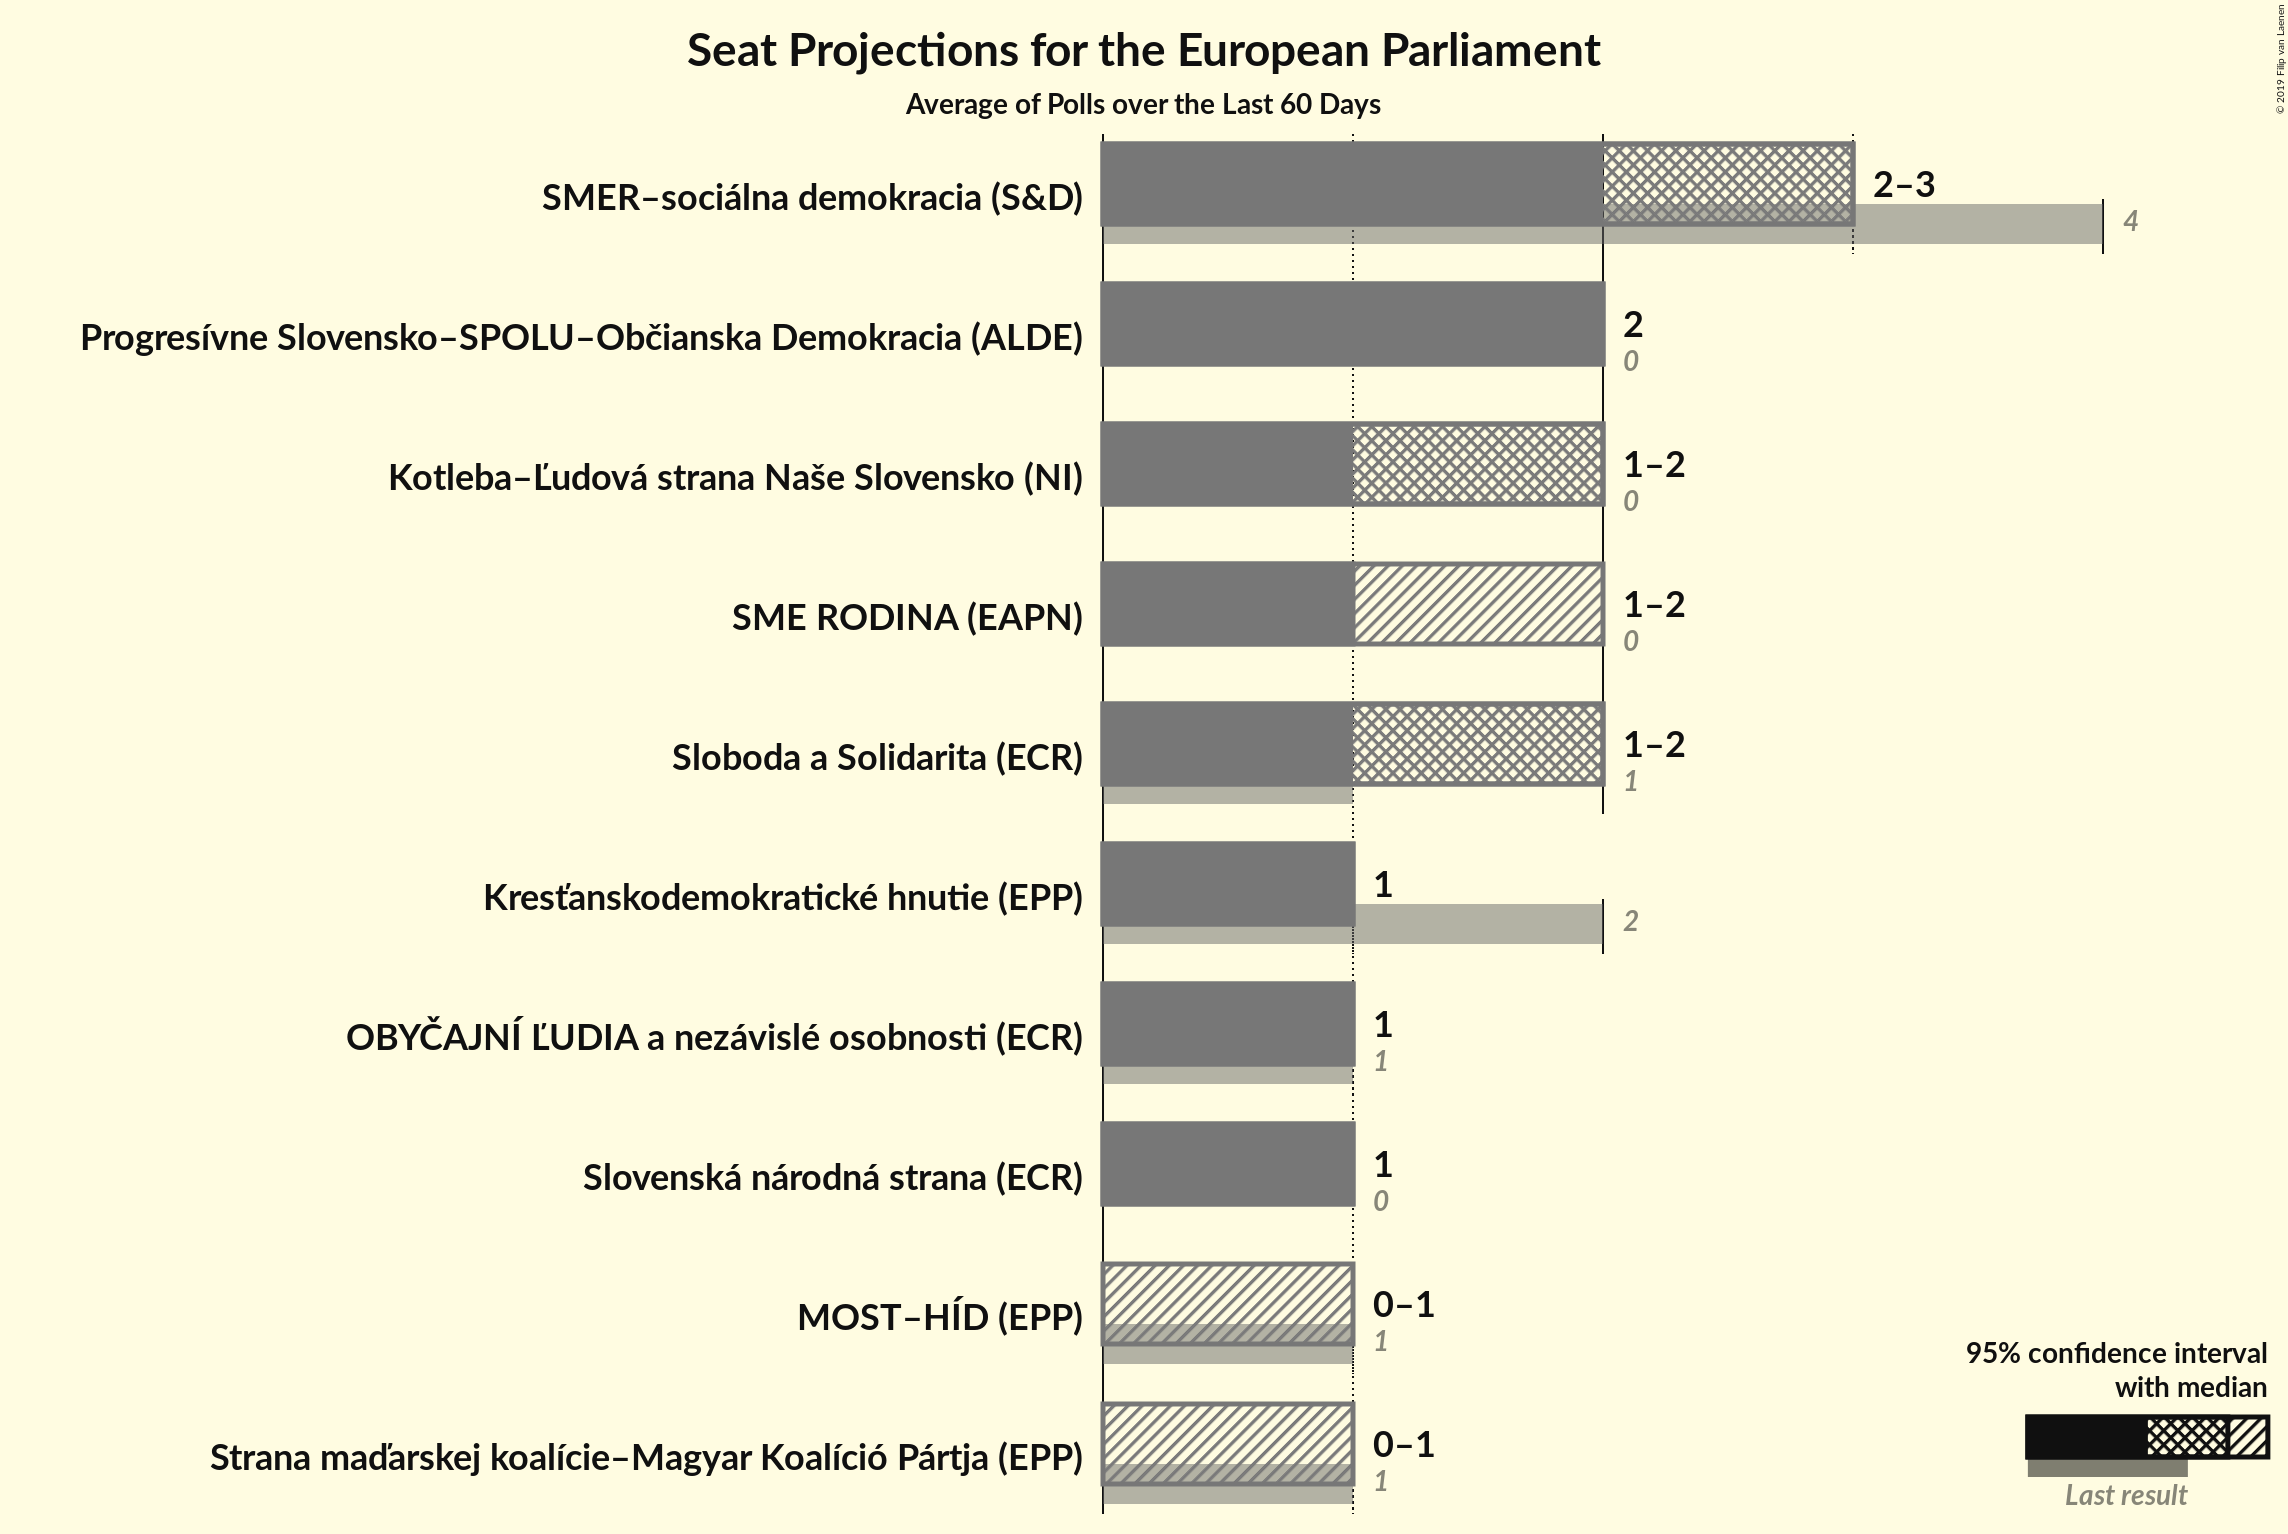 Seat Projections for the European Parliament
Average of Polls over the Last 60 Days
© 2019 Filip van Laenen
SMER–sociálna demokracia (S&D)
2–3
4
Progresívne Slovensko–SPOLU–Občianska Demokracia (ALDE)
2
0
Kotleba–Ľudová strana Naše Slovensko (NI)
1–2
0
SME RODINA (EAPN)
1–2
0
Sloboda a Solidarita (ECR)
1–2
1
Kresťanskodemokratické hnutie (EPP)
1
2
OBYČAJNÍ ĽUDIA a nezávislé osobnosti (ECR)
1
1
Slovenská národná strana (ECR)
1
0
MOST–HÍD (EPP)
0–1
1
Strana maďarskej koalície–Magyar Koalíció Pártja (EPP)
0–1
1
95% confidence interval
with median
Last result